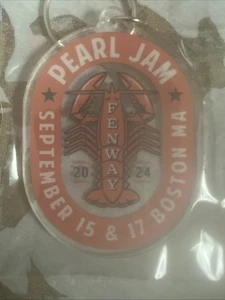 PEARL JAM
FENWAY
20 24
SEPTEMBER 15 & 17 BOSTON MA